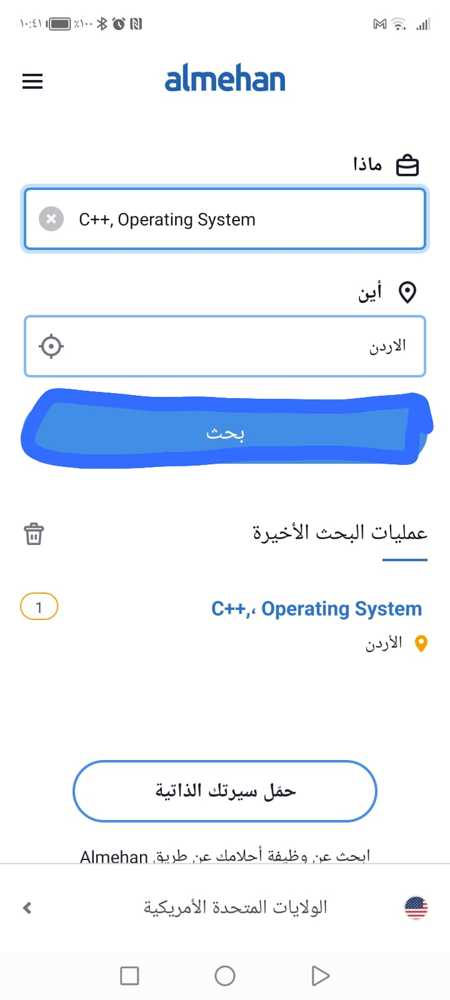 ١٠:٤١ ٪١٠٠
almehan
ماذا
C++, Operating System
أين
الاردن
بحث
عمليات البحث الأخيرة
C++,، Operating System
1
الأردن
حمّل سيرتك الذاتية
ابحث عن وظيفة أحلامك عن طريق Almehan
الولايات المتحدة الأمريكية